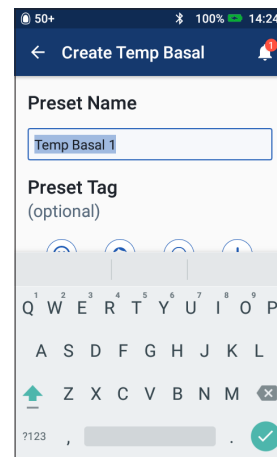 50+ 100% 14:24
Create Temp Basal 1
Preset Name
Temp Basal 1
Preset Tag
(optional)
1 2 3 4 5 6 7 8 9
Q W E R T Y U I O P
A S D F G H J K L
Z X C V B N M
?123 , .